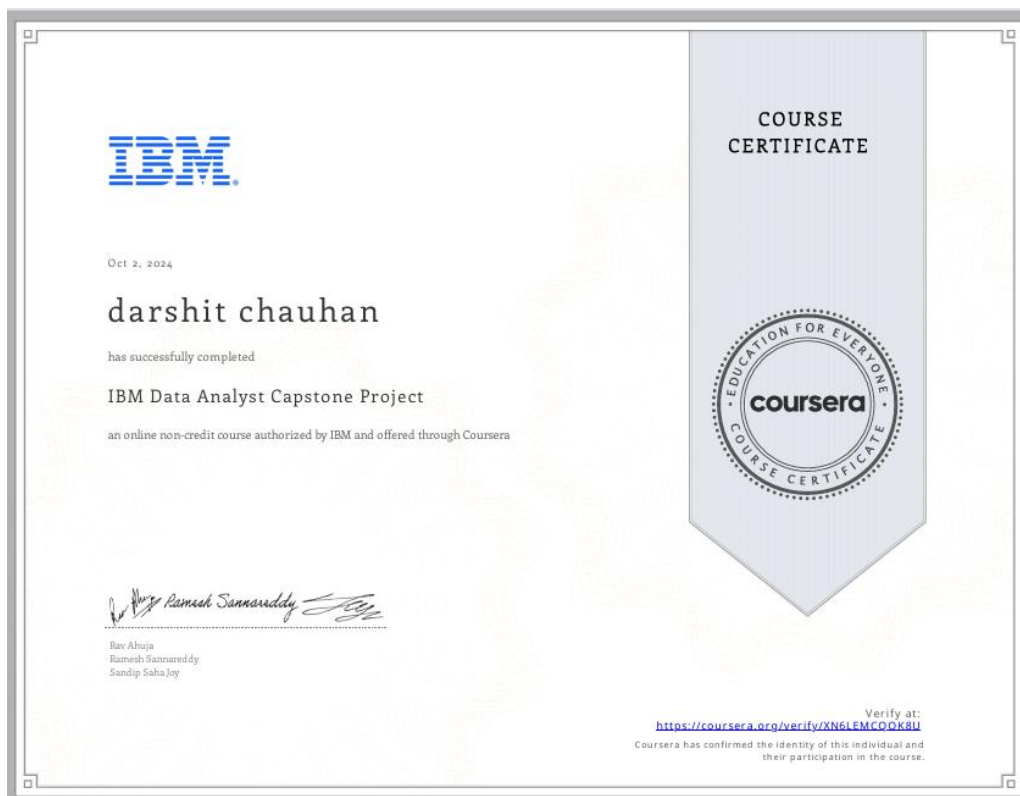 IBM®
Oct 2, 2024
darshit chauhan
has successfully completed
IBM Data Analyst Capstone Project
an online non-credit course authorized by IBM and offered through Coursera
Ramesh Sannareddy
Rav Ahuja
Ramesh Sannareddy
Sandip Saha Joy
COURSE
CERTIFICATE
EDUCATION FOR EVERYONE
coursera
COURSE CERTIFICATE
Verify at:
https://coursera.org/verify/XN6LEMCQOK8U
Coursera has confirmed the identity of this individual and
their participation in the course.